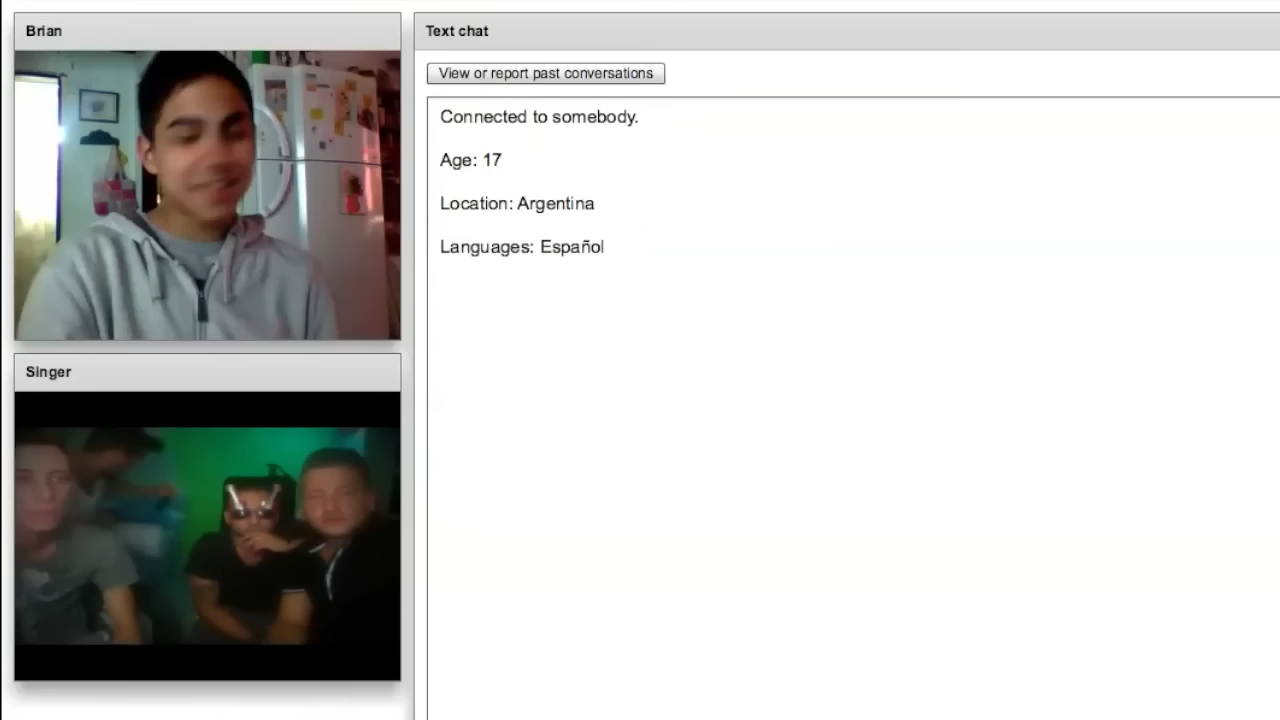 Brian
Text chat
View or report past conversations
Connected to somebody.
Age: 17
Location: Argentina
Languages: Español
Singer